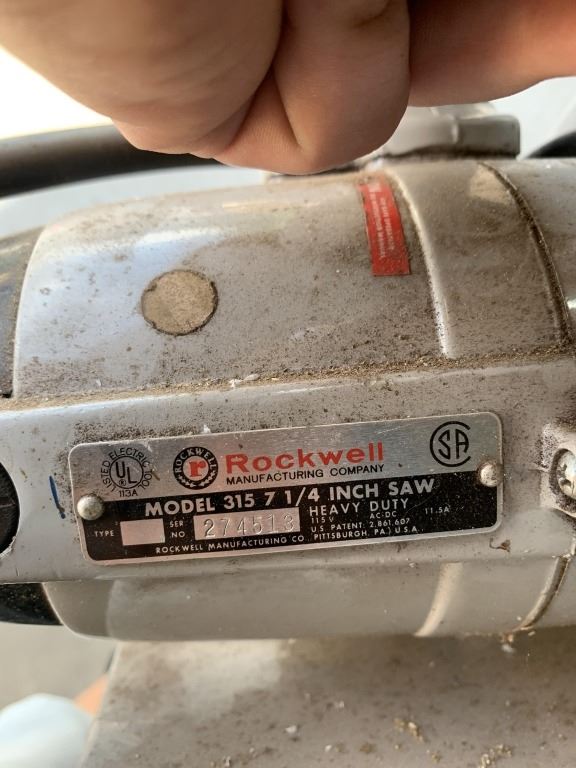 LISTED ELECTRIC TOOL
UL
113A
ROCKWELL
r
Rockwell
MANUFACTURING COMPANY
SA
MODEL 315 7 1/4 INCH SAW
TYPE
SER. NO. 274513
HEAVY DUTY
115 V AC-DC 11.5A
U.S. PATENT: 2,861,607
ROCKWELL MANUFACTURING CO. PITTSBURGH, PA.) U.S.A.